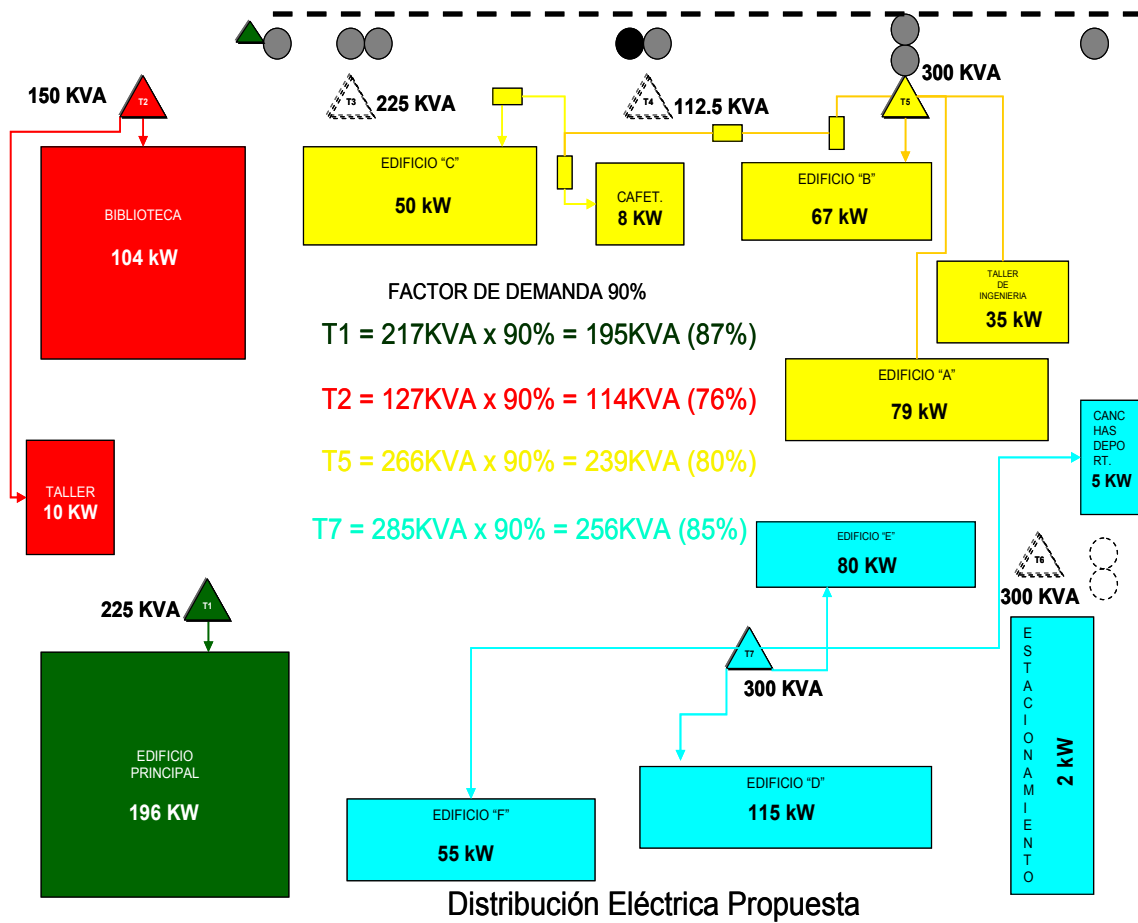 150 KVA
T2
T3
225 KVA
T4
112.5 KVA
300 KVA
T5
BIBLIOTECA
104 kW
EDIFICIO “C”
50 kW
CAFET.
8 KW
EDIFICIO “B”
67 kW
TALLER
DE
INGENIERIA
35 kW
FACTOR DE DEMANDA 90%
T1 = 217KVA x 90% = 195KVA (87%)
T2 = 127KVA x 90% = 114KVA (76%)
T5 = 266KVA x 90% = 239KVA (80%)
T7 = 285KVA x 90% = 256KVA (85%)
EDIFICIO “A”
79 kW
CANC
HAS
DEPO
RT.
5 KW
TALLER
10 KW
EDIFICIO “E”
80 KW
T6
300 KVA
225 KVA
T1
T7
300 KVA
EDIFICIO
PRINCIPAL
196 KW
EDIFICIO “F”
55 kW
EDIFICIO “D”
115 kW
ESTACIONAMIENTO
2 kW
Distribución Eléctrica Propuesta